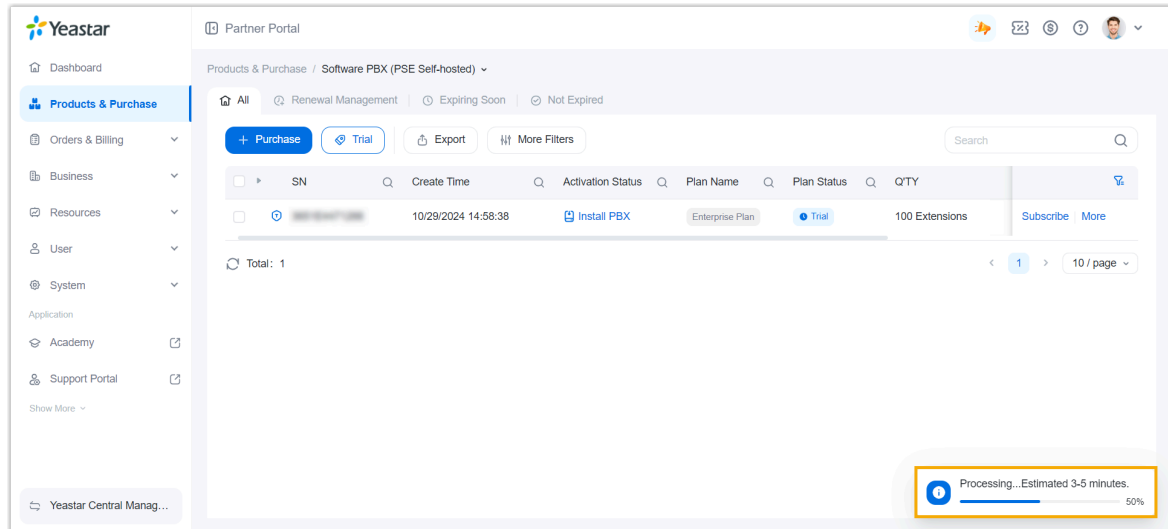 Yeastar
Partner Portal
Dashboard
Products & Purchase
Orders & Billing
Business
Resources
User
System
Application
Academy
Support Portal
Show More
Yeastar Central Manag...
Products & Purchase / Software PBX (PSE Self-hosted)
All Renewal Management Expiring Soon Not Expired
+ Purchase Trial Export More Filters Search
SN Create Time Activation Status Plan Name Plan Status Q'TY
10/29/2024 14:58:38 Install PBX Enterprise Plan Trial 100 Extensions Subscribe More
Total: 1 < 1 > 10 / page
Processing...Estimated 3-5 minutes.
50%